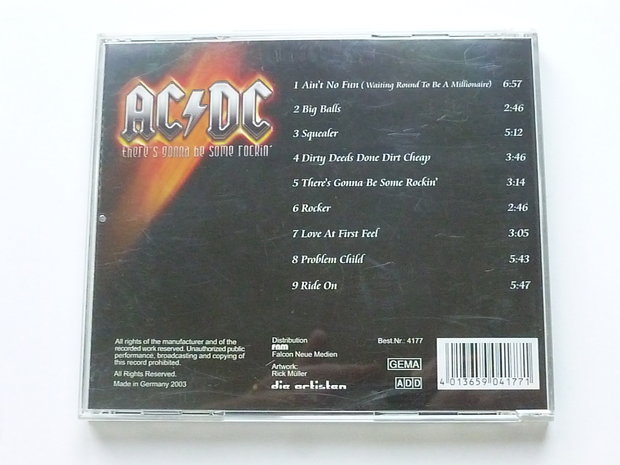 AC/DC
there's gonna be some rockin'
1 Ain't No Fun ( Waiting Round To Be A Millionaire) 6:57
2 Big Balls 2:46
3 Squealer 5:12
4 Dirty Deeds Done Dirt Cheap 3:46
5 There's Gonna Be Some Rockin' 3:14
6 Rocker 2:46
7 Love At First Feel 3:05
8 Problem Child 5:43
9 Ride On 5:47
All rights of the manufacturer and of the
recorded work reserved. Unauthorized public
performance, broadcasting and copying of
this record prohibited.
All Rights Reserved.
Made in Germany 2003
Distribution
FNM
Falcon Neue Medien
Artwork:
Rick Müller
die artisten
Best.Nr.: 4177
GEMA
ADD
4 013659 041771